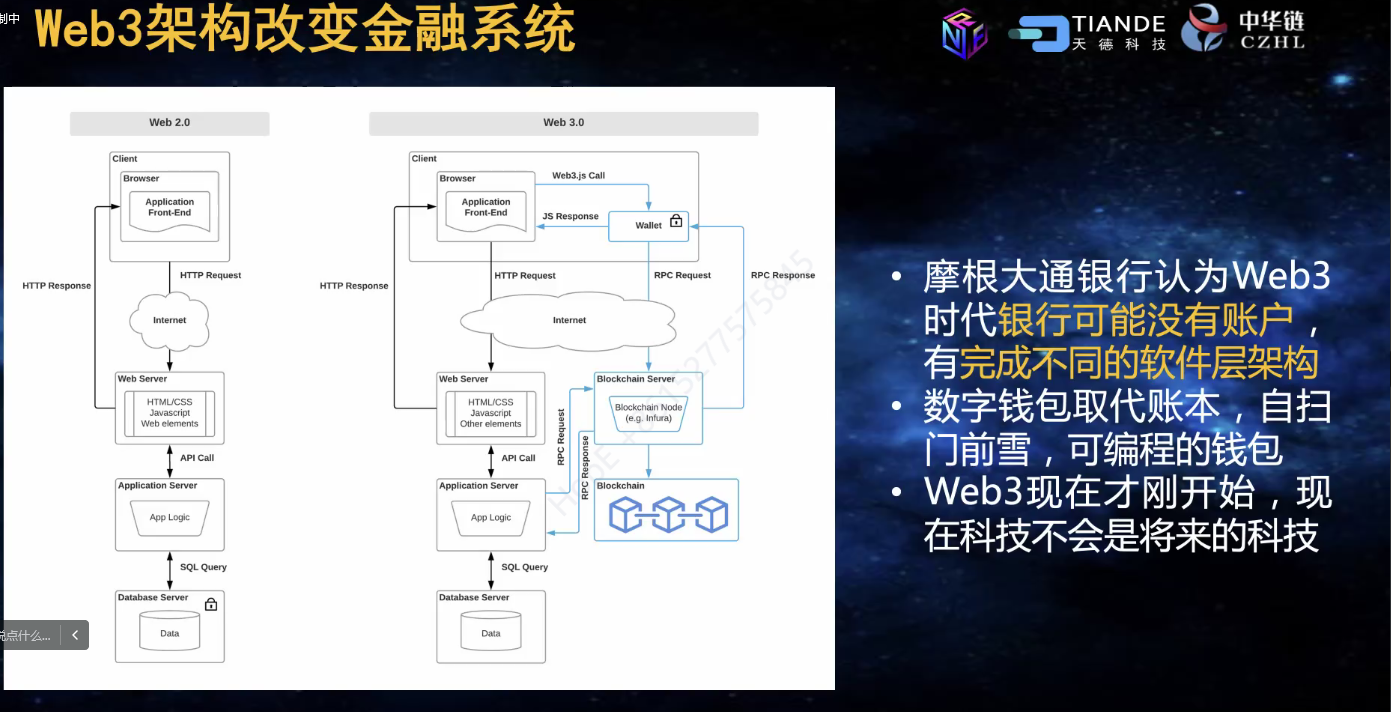 制中
Web3架构改变金融系统
NFT
TIANDE
天德科技
中华链
CZHL
Web 2.0
Client
Browser
Application
Front-End
HTTP Request
HTTP Response
Internet
Web Server
HTML/CSS
Javascript
Web elements
API Call
Application Server
App Logic
SQL Query
Database Server
Data
Web 3.0
Client
Browser
Application
Front-End
Web3.js Call
JS Response
Wallet
HTTP Request
RPC Request
RPC Response
HTTP Response
Internet
Web Server
HTML/CSS
Javascript
Other elements
Blockchain Server
Blockchain Node
(e.g. Infura)
RPC Request
RPC Response
API Call
Application Server
App Logic
Blockchain
SQL Query
Database Server
Data
说点什么...
• 摩根大通银行认为Web3
时代银行可能没有账户，
有完成不同的软件层架构
• 数字钱包取代账本，自扫
门前雪，可编程的钱包
• Web3现在才刚开始，现
在科技不会是将来的科技